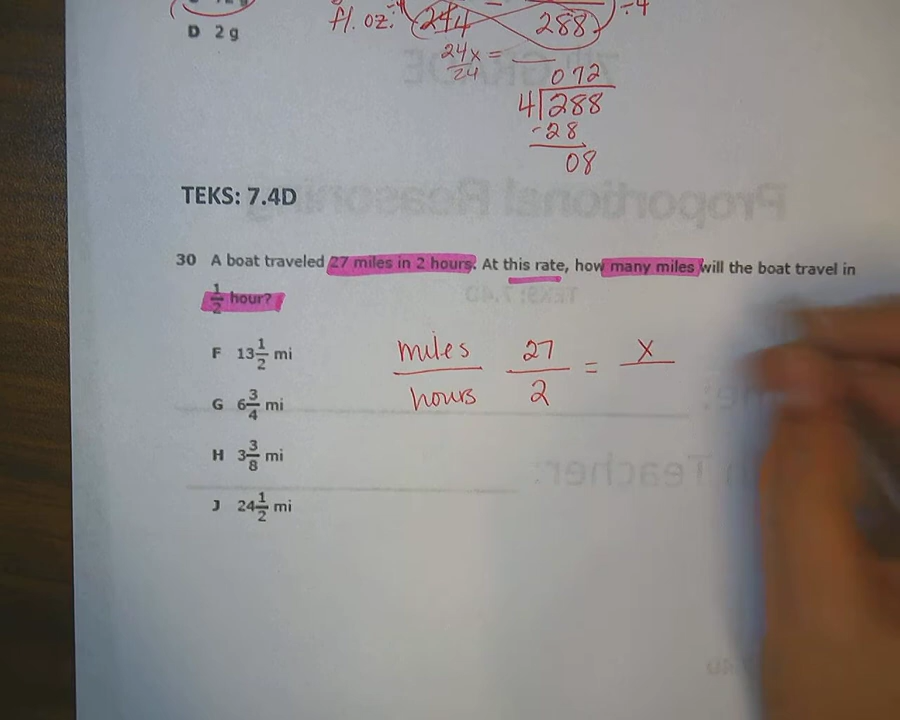 D 2 g
fl. oz: 244 288 ÷4
24x = __
24
072
4)288
-28
08
TEKS: 7.4D
30 A boat traveled 27 miles in 2 hours. At this rate, how many miles will the boat travel in
1/2 hour?
F 13 1/2 mi
G 6 3/4 mi
H 3 3/8 mi
J 24 1/2 mi
miles 27 = x
hours 2